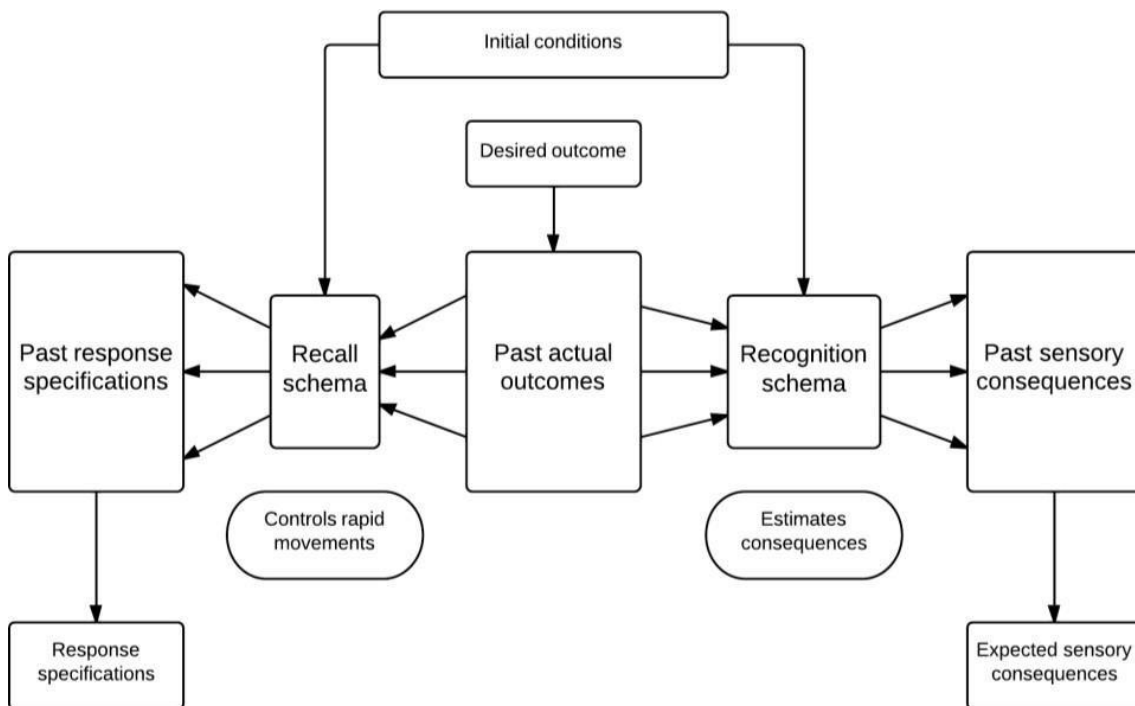 Initial conditions
Desired outcome
Past response
specifications
Recall
schema
Past actual
outcomes
Recognition
schema
Past sensory
consequences
Controls rapid
movements
Estimates
consequences
Response
specifications
Expected sensory
consequences